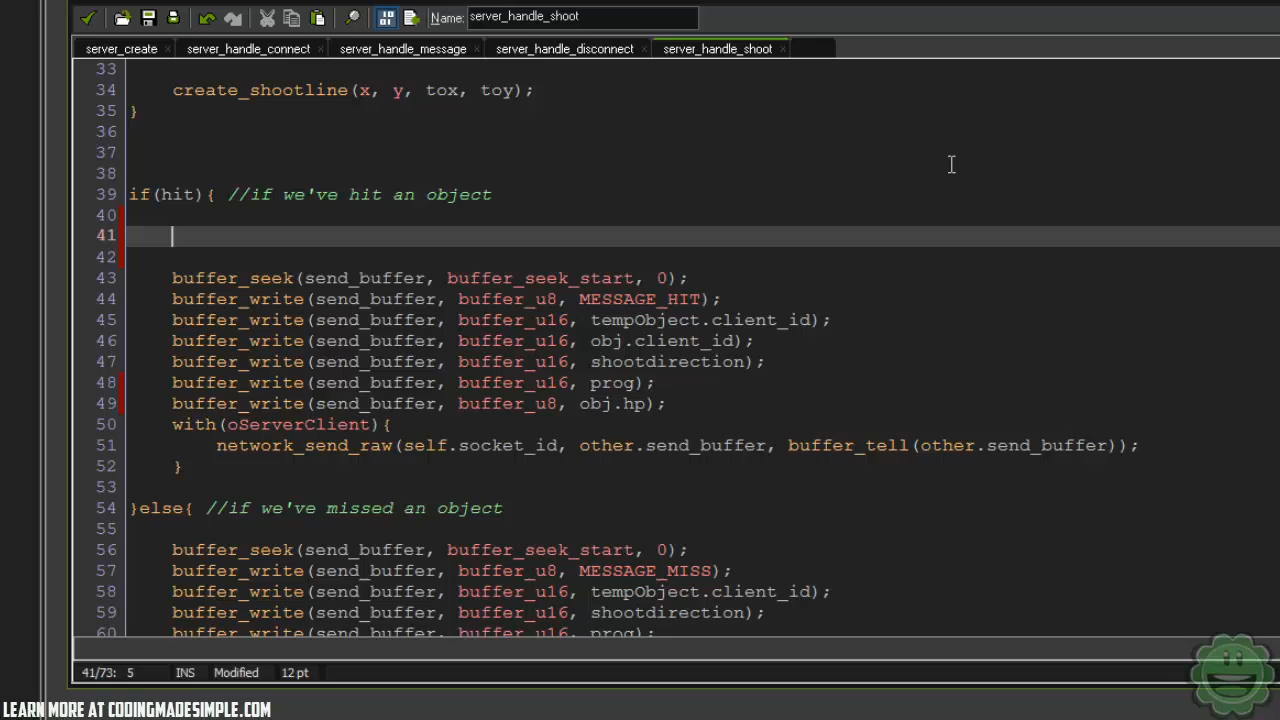 Name: server_handle_shoot
server_create server_handle_connect server_handle_message server_handle_disconnect server_handle_shoot
33
34 create_shootline(x, y, tox, toy);
35 }
36
37
38
39 if(hit){ //if we've hit an object
40
41
42
43 buffer_seek(send_buffer, buffer_seek_start, 0);
44 buffer_write(send_buffer, buffer_u8, MESSAGE_HIT);
45 buffer_write(send_buffer, buffer_u16, tempObject.client_id);
46 buffer_write(send_buffer, buffer_u16, obj.client_id);
47 buffer_write(send_buffer, buffer_u16, shootdirection);
48 buffer_write(send_buffer, buffer_u16, prog);
49 buffer_write(send_buffer, buffer_u8, obj.hp);
50 with(oServerClient){
51 network_send_raw(self.socket_id, other.send_buffer, buffer_tell(other.send_buffer));
52 }
53
54 }else{ //if we've missed an object
55
56 buffer_seek(send_buffer, buffer_seek_start, 0);
57 buffer_write(send_buffer, buffer_u8, MESSAGE_MISS);
58 buffer_write(send_buffer, buffer_u16, tempObject.client_id);
59 buffer_write(send_buffer, buffer_u16, shootdirection);
60 buffer_write(send_buffer, buffer_u16, prog);
41/73: 5 INS Modified 12 pt
LEARN MORE AT CODINGMADESIMPLE.COM